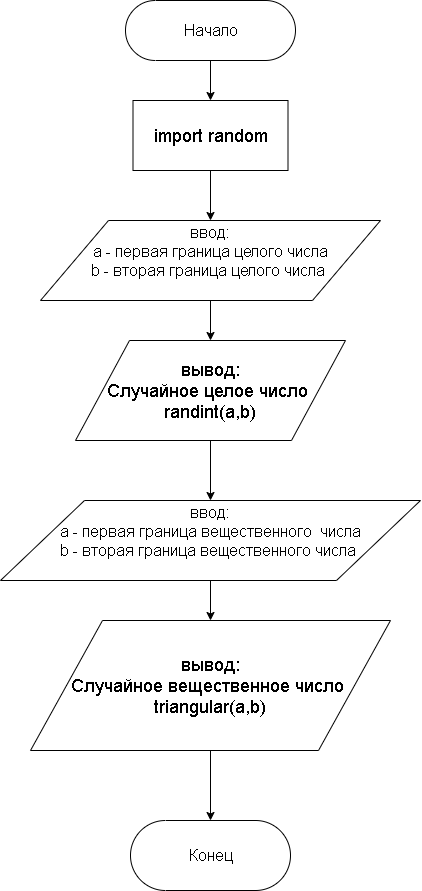 Начало
import random
ввод:
a - первая граница целого числа
b - вторая граница целого числа
вывод:
Случайное целое число
randint(a,b)
ввод:
a - первая граница вещественного числа
b - вторая граница вещественного числа
вывод:
Случайное вещественное число
triangular(a,b)
Конец